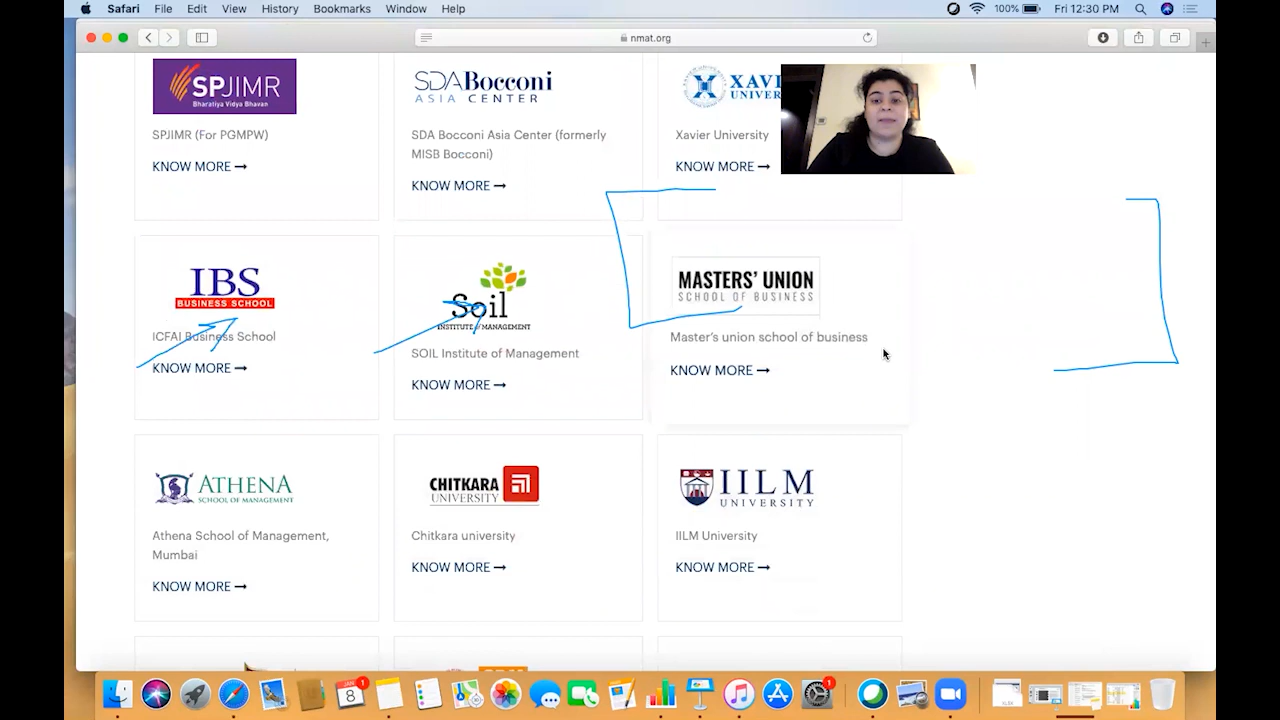 Safari File Edit View History Bookmarks Window Help 100% Fri 12:30 PM
nmat.org
SPJIMR
Bharatiya Vidya Bhavan
SPJIMR (For PGMPW)
KNOW MORE →
SDA Bocconi
ASIA CENTER
SDA Bocconi Asia Center (formerly
MISB Bocconi)
KNOW MORE →
Xavier University
KNOW MORE →
IBS
BUSINESS SCHOOL
ICFAI Business School
KNOW MORE →
Soil
INSTITUTE OF MANAGEMENT
SOIL Institute of Management
KNOW MORE →
MASTERS' UNION
SCHOOL OF BUSINESS
Master's union school of business
KNOW MORE →
ATHENA
SCHOOL OF MANAGEMENT
Athena School of Management,
Mumbai
KNOW MORE →
CHITKARA
UNIVERSITY
Chitkara university
KNOW MORE →
IILM
UNIVERSITY
IILM University
KNOW MORE →
JAN
8
1
1